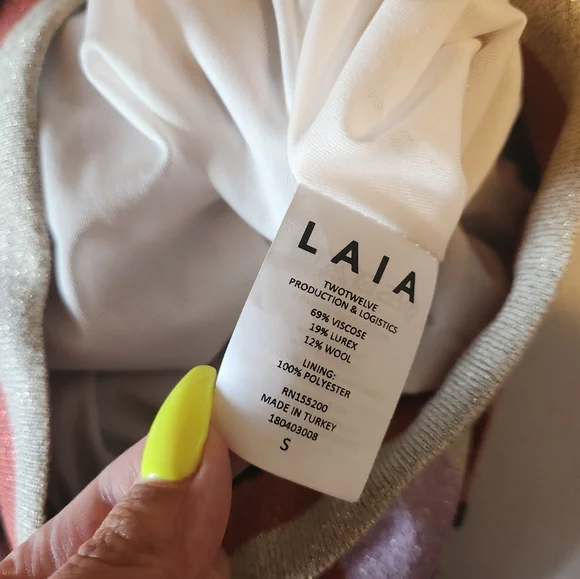 LAIA
TWOTWELVE
PRODUCTION & LOGISTICS
69% VISCOSE
19% LUREX
12% WOOL
LINING:
100% POLYESTER
RN155200
MADE IN TURKEY
180403008
S